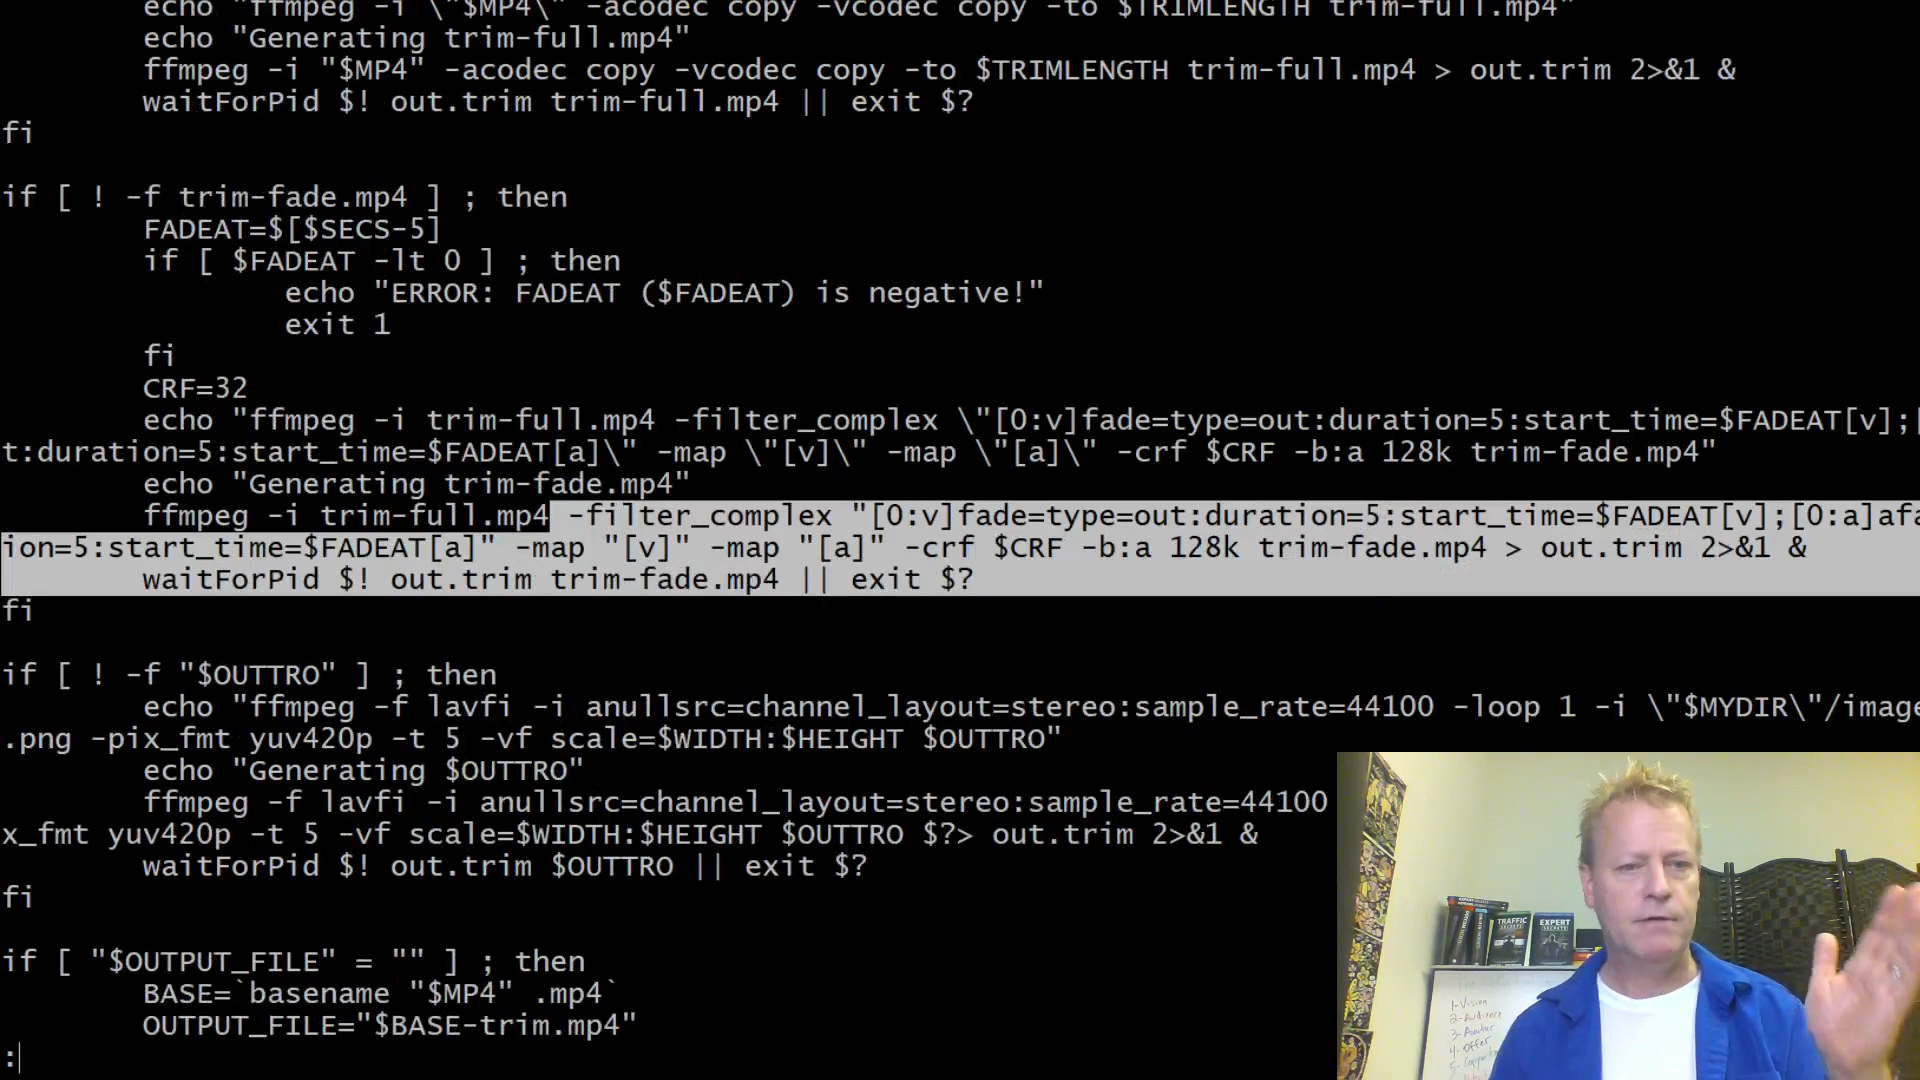 echo "ffmpeg -i \"$MP4\" -acodec copy -vcodec copy -to $TRIMLENGTH trim-full.mp4"
echo "Generating trim-full.mp4"
ffmpeg -i "$MP4" -acodec copy -vcodec copy -to $TRIMLENGTH trim-full.mp4 > out.trim 2>&1 &
waitForPid $! out.trim trim-full.mp4 || exit $?
fi
if [ ! -f trim-fade.mp4 ] ; then
FADEAT=$[$SECS-5]
if [ $FADEAT -lt 0 ] ; then
echo "ERROR: FADEAT ($FADEAT) is negative!"
exit 1
fi
CRF=32
echo "ffmpeg -i trim-full.mp4 -filter_complex \"[0:v]fade=type=out:duration=5:start_time=$FADEAT[v];[
t:duration=5:start_time=$FADEAT[a]\" -map \"[v]\" -map \"[a]\" -crf $CRF -b:a 128k trim-fade.mp4"
echo "Generating trim-fade.mp4"
ffmpeg -i trim-full.mp4 -filter_complex "[0:v]fade=type=out:duration=5:start_time=$FADEAT[v];[0:a]afa
ion=5:start_time=$FADEAT[a]" -map "[v]" -map "[a]" -crf $CRF -b:a 128k trim-fade.mp4 > out.trim 2>&1 &
waitForPid $! out.trim trim-fade.mp4 || exit $?
fi
if [ ! -f "$OUTTRO" ] ; then
echo "ffmpeg -f lavfi -i anullsrc=channel_layout=stereo:sample_rate=44100 -loop 1 -i \"$MYDIR\"/image
.png -pix_fmt yuv420p -t 5 -vf scale=$WIDTH:$HEIGHT $OUTTRO"
echo "Generating $OUTTRO"
ffmpeg -f lavfi -i anullsrc=channel_layout=stereo:sample_rate=44100
x_fmt yuv420p -t 5 -vf scale=$WIDTH:$HEIGHT $OUTTRO $?> out.trim 2>&1 &
waitForPid $! out.trim $OUTTRO || exit $?
fi
if [ "$OUTPUT_FILE" = "" ] ; then
BASE=`basename "$MP4" .mp4`
OUTPUT_FILE="$BASE-trim.mp4"
:
TRAFFIC
SECRETS
EXPERT
SECRETS
1-Vision
2-Audience
4-Offer